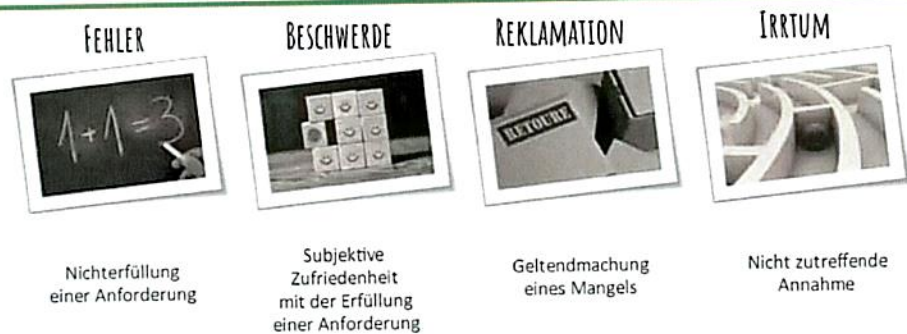 FEHLER
BESCHWERDE
REKLAMATION
IRRTUM
1+1=3
RETOURE
Nichterfüllung
einer Anforderung
Subjektive
Zufriedenheit
mit der Erfüllung
einer Anforderung
Geltendmachung
eines Mangels
Nicht zutreffende
Annahme